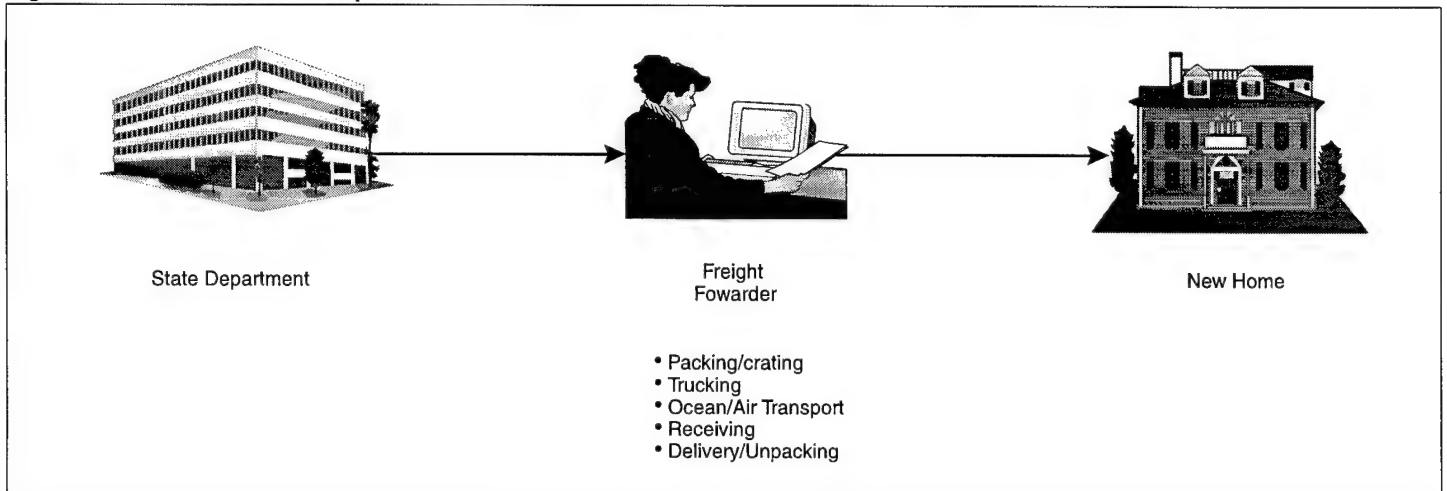 State Department
Freight
Fowarder
New Home
• Packing/crating
• Trucking
• Ocean/Air Transport
• Receiving
• Delivery/Unpacking